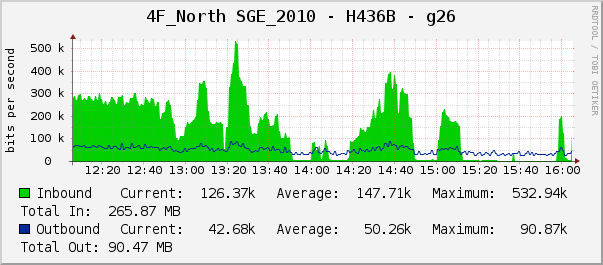 4F_North SGE_2010 - H436B - g26
RRDTOOL / TOBI OETIKER
bits per second
500 k
400 k
300 k
200 k
100 k
0
12:20 12:40 13:00 13:20 13:40 14:00 14:20 14:40 15:00 15:20 15:40 16:00
Inbound Current: 126.37k Average: 147.71k Maximum: 532.94k
Total In: 265.87 MB
Outbound Current: 42.68k Average: 50.26k Maximum: 90.87k
Total Out: 90.47 MB